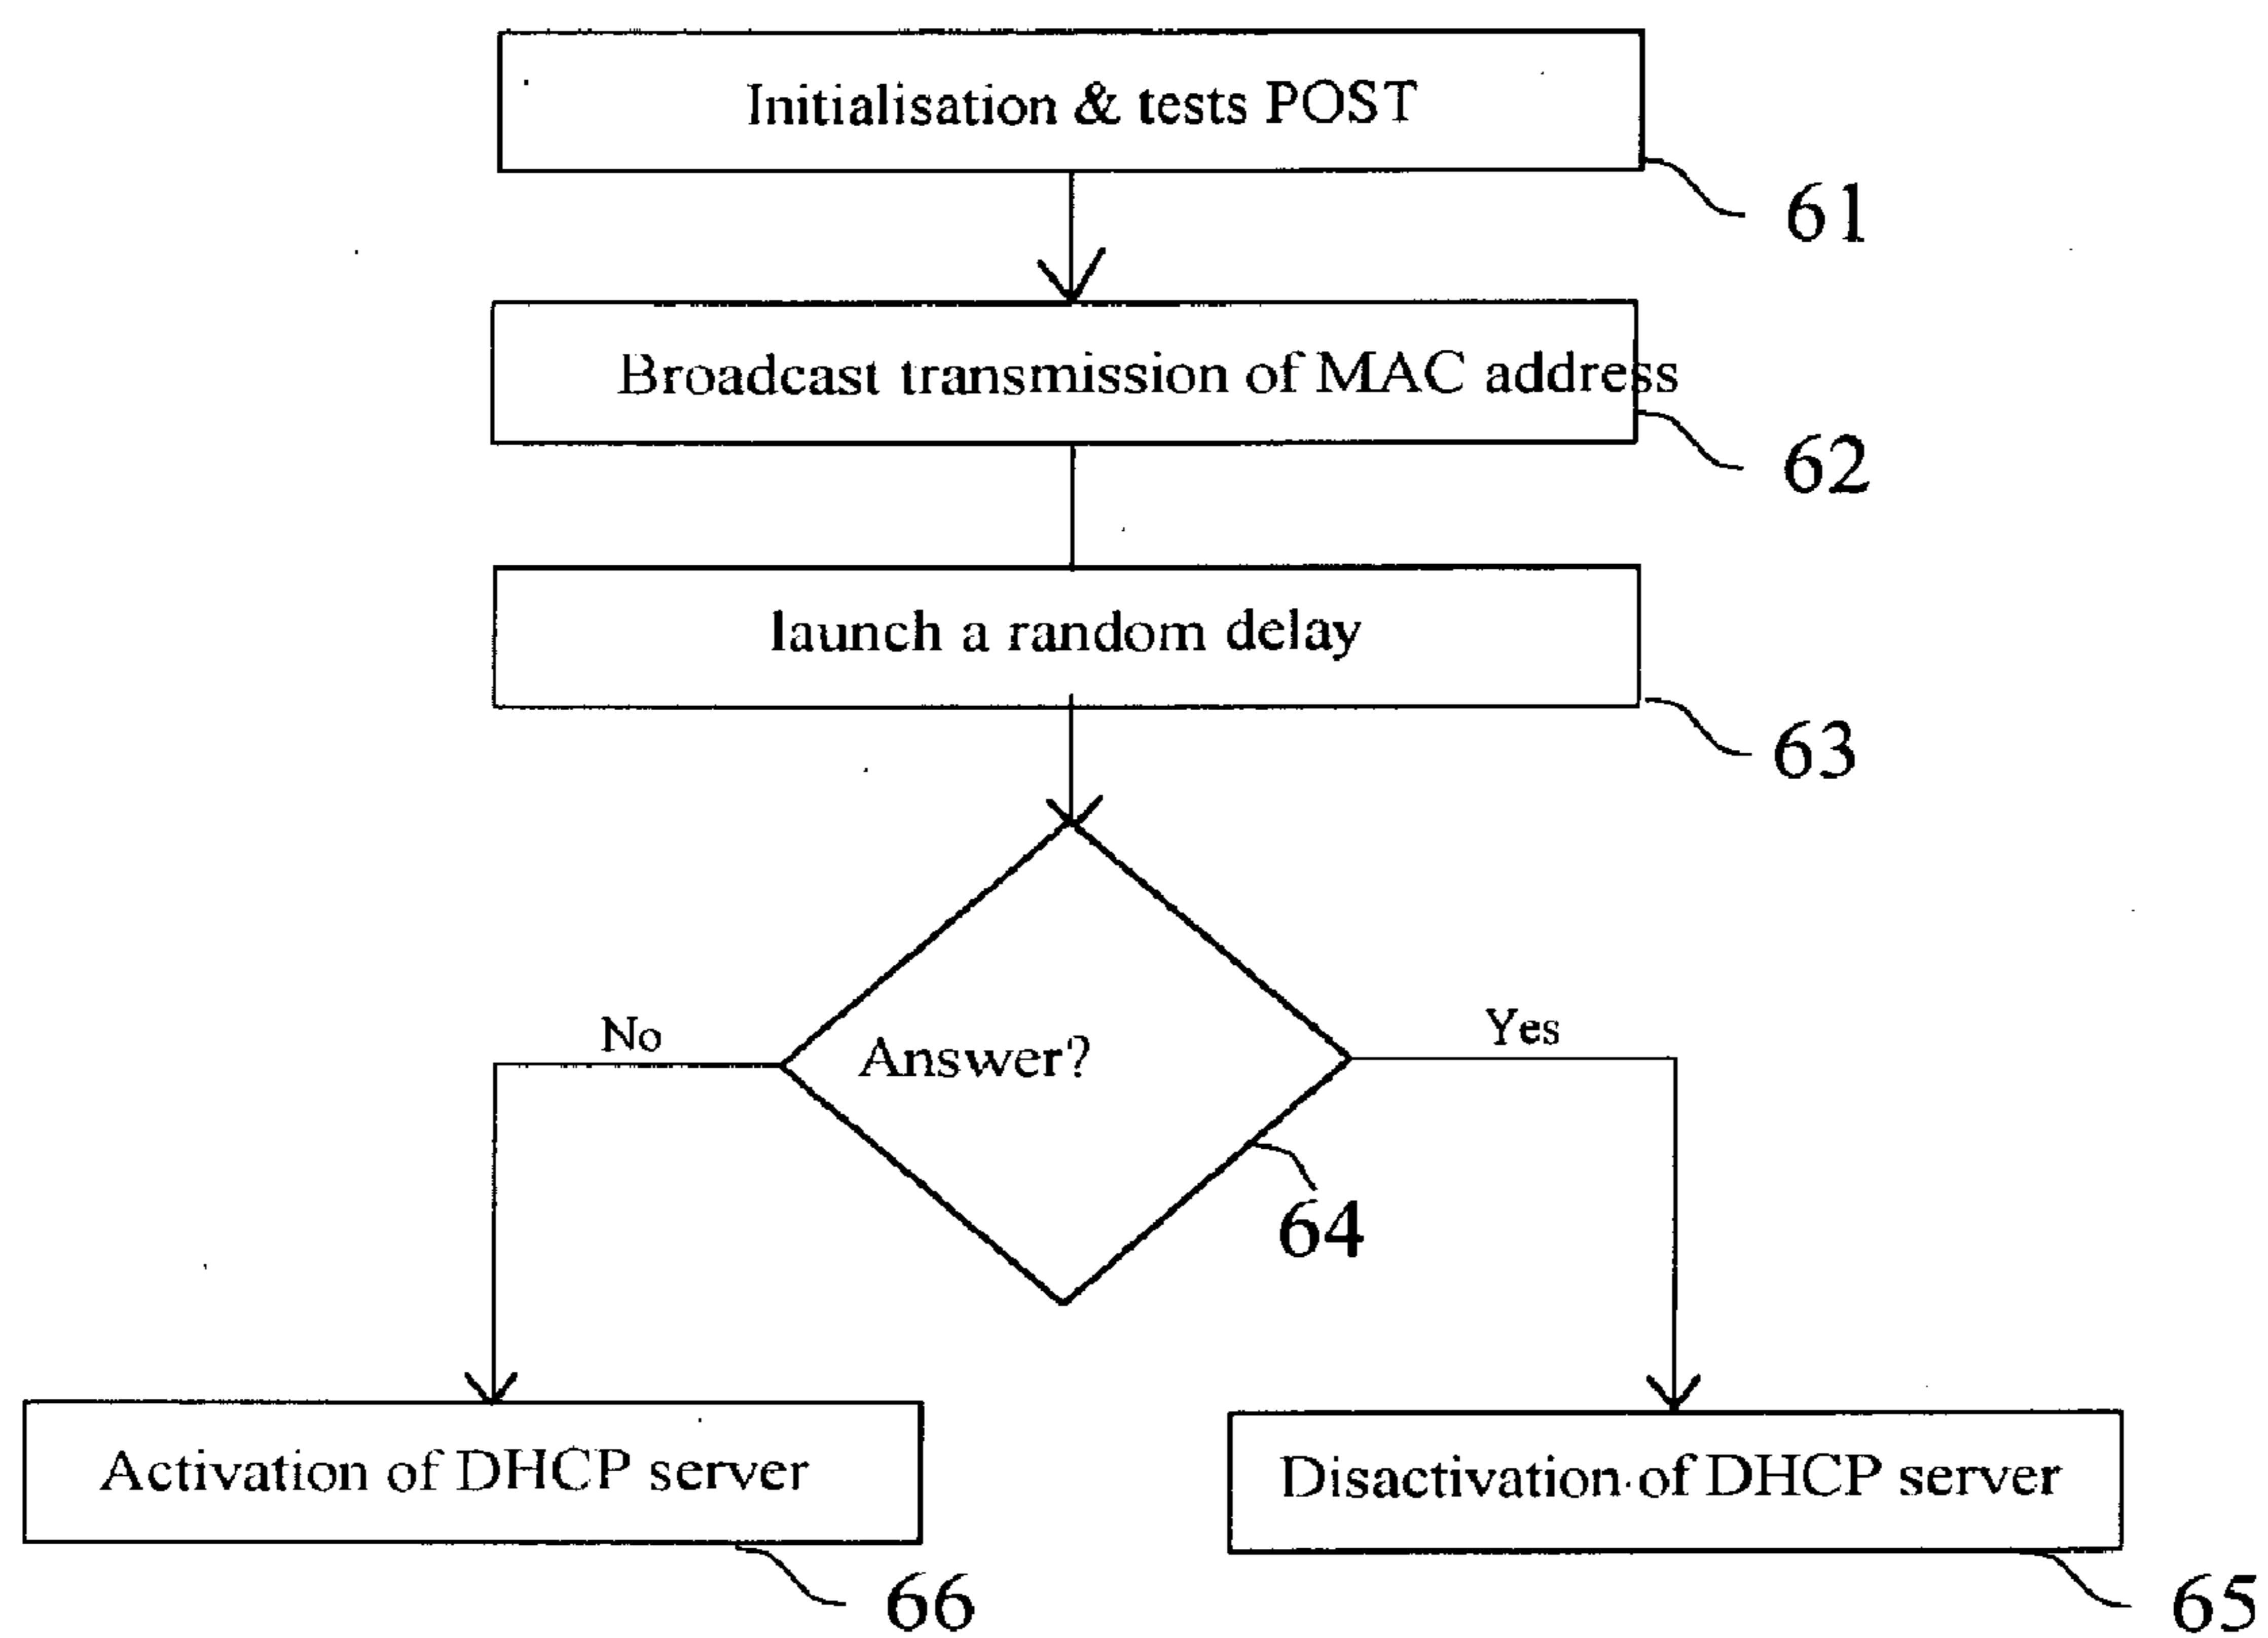 Initialisation & tests POST
61
Broadcast transmission of MAC address
62
launch a random delay
63
No
Answer?
Yes
64
Activation of DHCP server
Disactivation of DHCP server
66
65